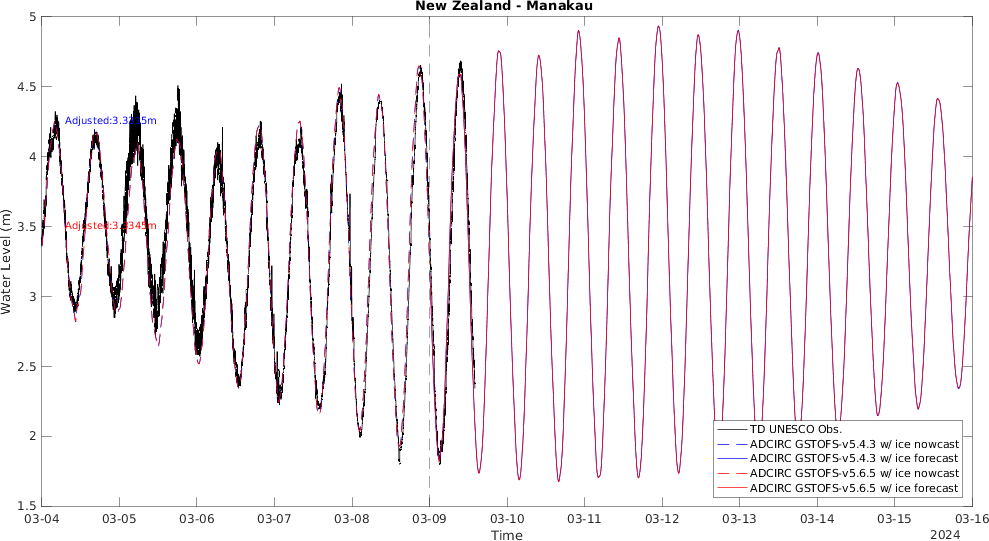 New Zealand - Manakau
5
4.5
4
3.5
3
2.5
2
1.5
Water Level (m)
Adjusted:
Adjusted:
TD UNESCO Obs.
ADCIRC GSTOFS-v5.4.3 w/ ice nowcast
ADCIRC GSTOFS-v5.4.3 w/ ice forecast
ADCIRC GSTOFS-v5.6.5 w/ ice nowcast
ADCIRC GSTOFS-v5.6.5 w/ ice forecast
03-04 03-05 03-06 03-07 03-08 03-09 03-10 03-11 03-12 03-13 03-14 03-15 03-16
Time
2024